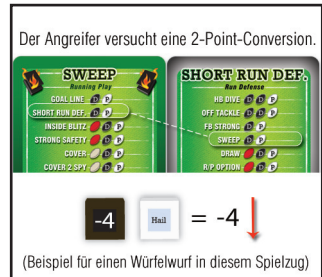 Der Angreifer versucht eine 2-Point-Conversion.
SWEEP
Running Play
GOAL LINE D D P
SHORT RUN DEF. D D P
INSIDE BLITZ D P
STRONG SAFETY D P
COVER D P
COVER 2 SPY D P
SHORT RUN DEF.
Run Defense
HB DIVE D D P
OFF TACKLE D D P
FB STRONG D P
SWEEP D P
DRAW D P
R/P OPTION D P
-4 Hail = -4
(Beispiel für einen Würfelwurf in diesem Spielzug)